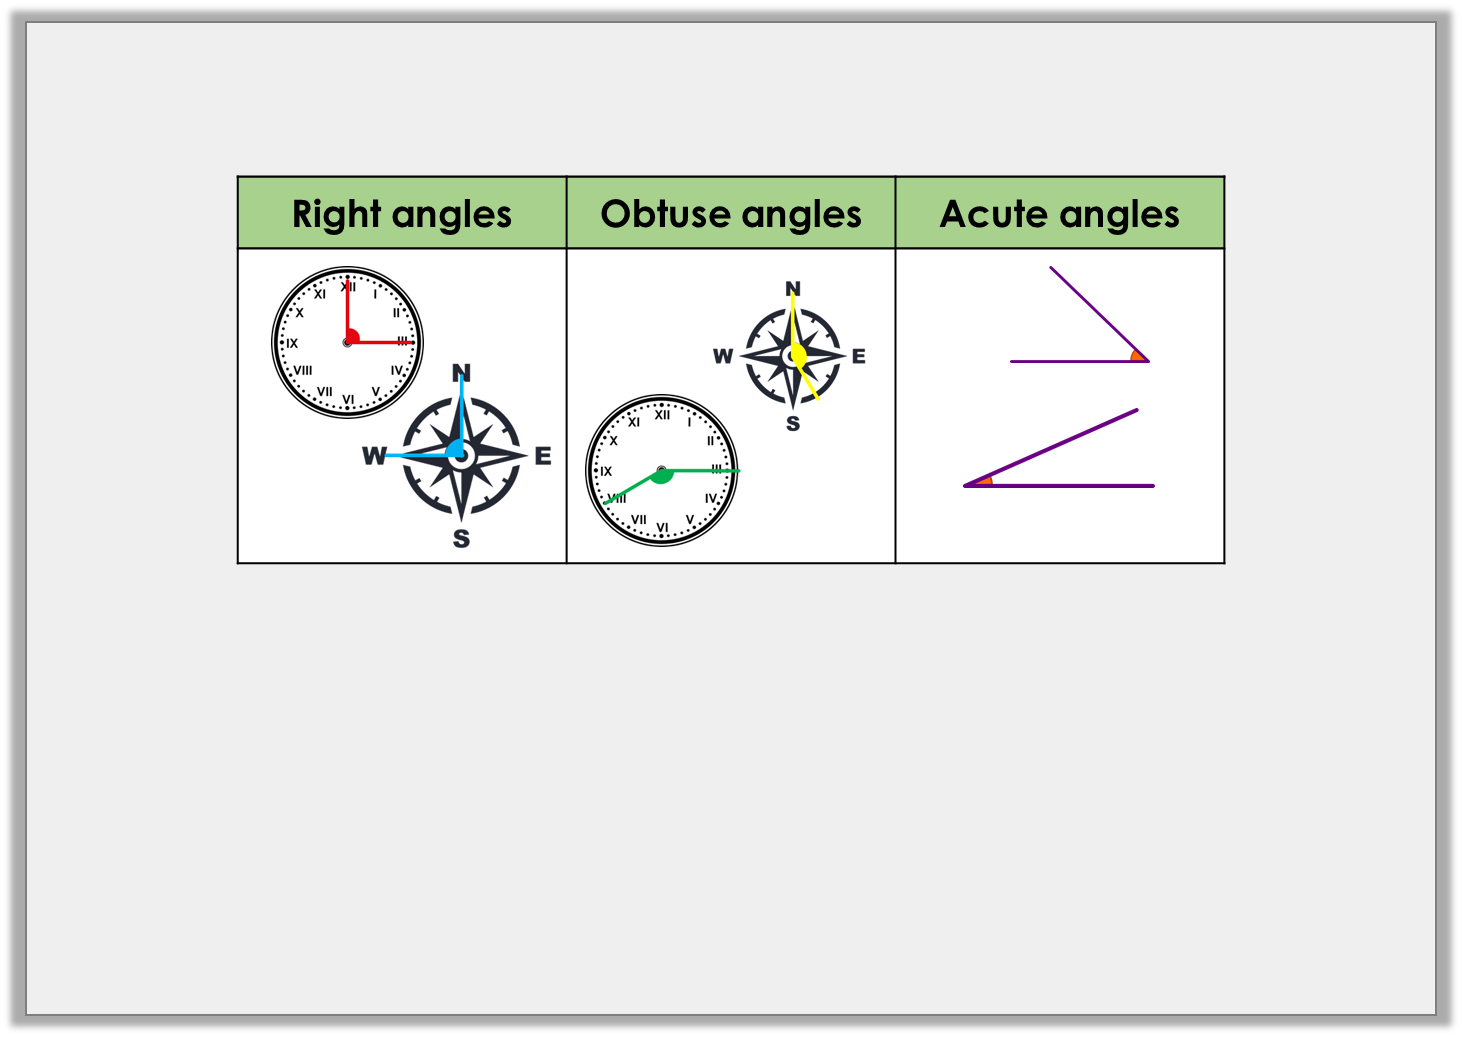 Right angles
Obtuse angles
Acute angles
XII
I
II
III
IV
V
VI
VII
VIII
IX
X
XI
N
W
E
S
N
W
E
S
XII
I
II
III
IV
V
VI
VII
VIII
IX
X
XI